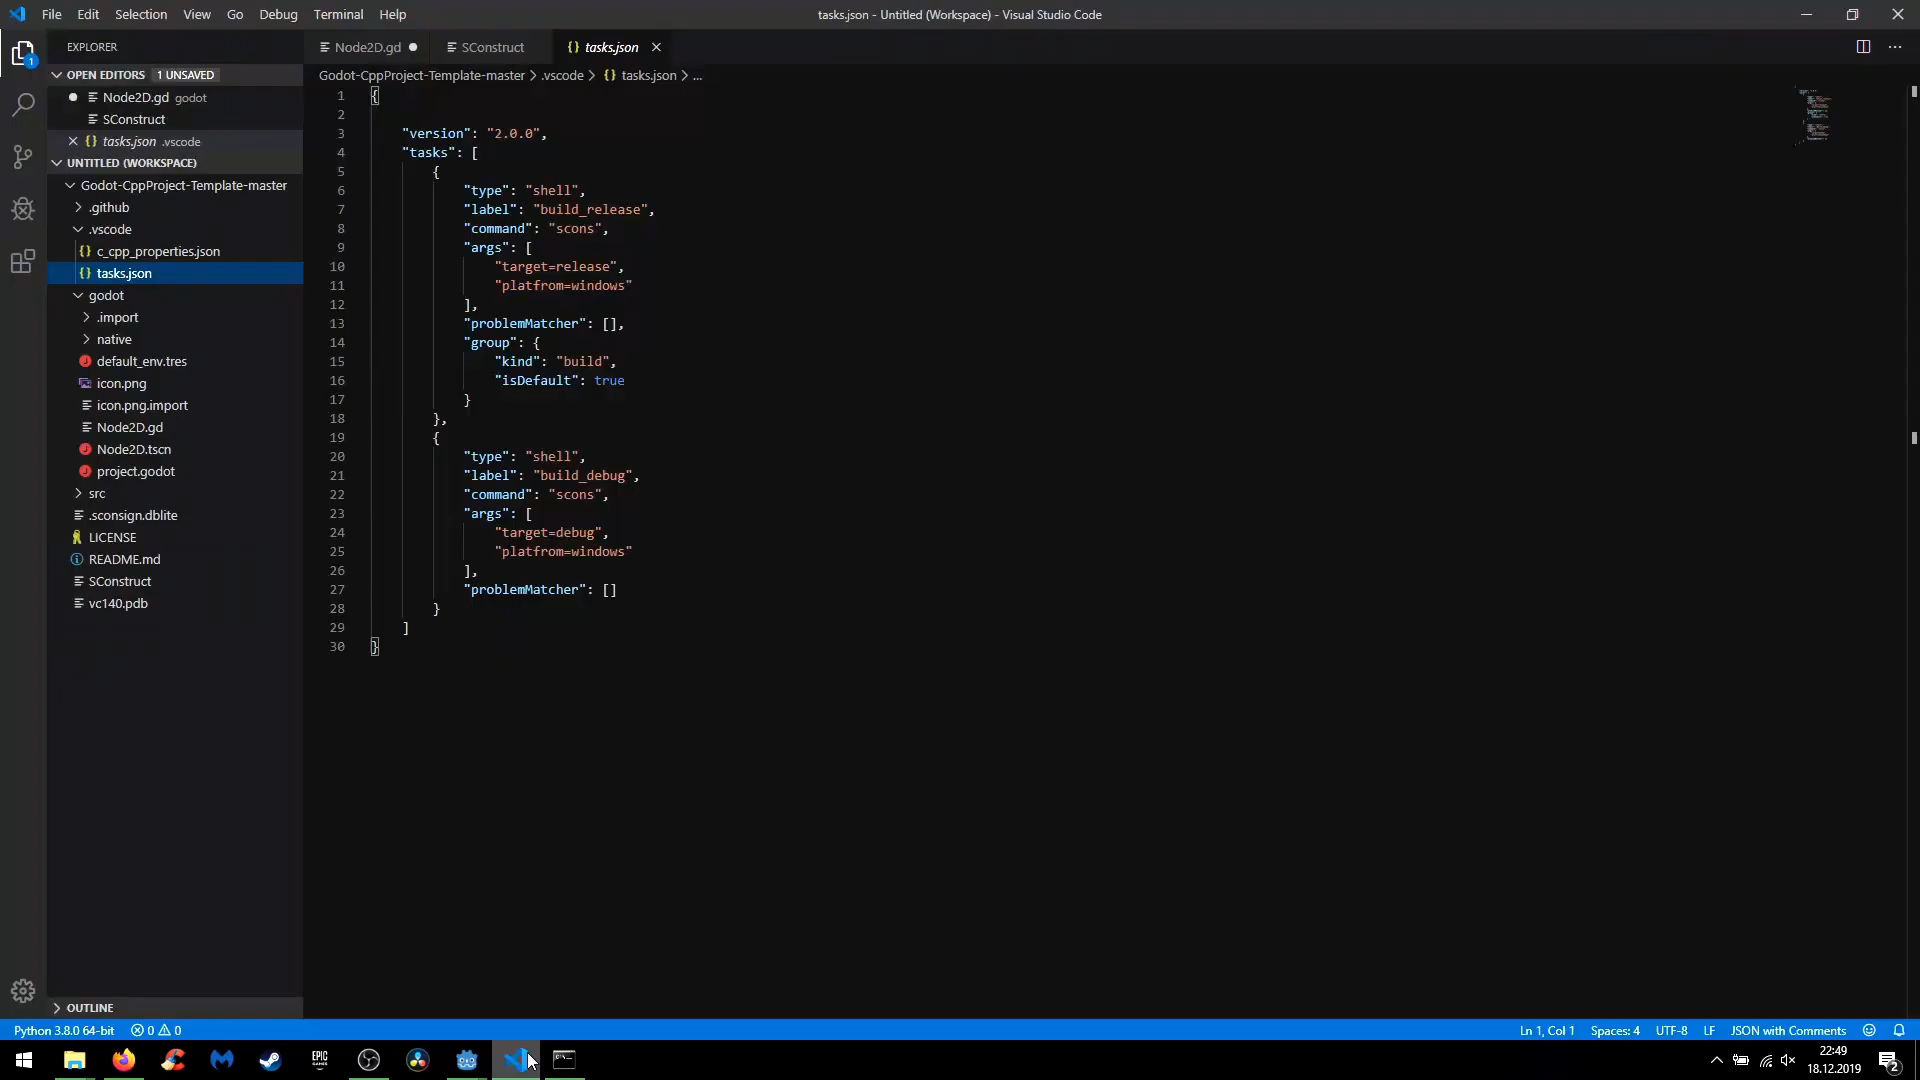 File Edit Selection View Go Debug Terminal Help
tasks.json - Untitled (Workspace) - Visual Studio Code
EXPLORER
OPEN EDITORS 1 UNSAVED
Node2D.gd godot
SConstruct
tasks.json .vscode
UNTITLED (WORKSPACE)
Godot-CppProject-Template-master
.github
.vscode
c_cpp_properties.json
tasks.json
godot
.import
native
default_env.tres
icon.png
icon.png.import
Node2D.gd
Node2D.tscn
project.godot
src
.sconsign.dblite
LICENSE
README.md
SConstruct
vc140.pdb
OUTLINE
Node2D.gd SConstruct tasks.json
Godot-CppProject-Template-master > .vscode > {} tasks.json > ...
1 {
2
3 "version": "2.0.0",
4 "tasks": [
5 {
6 "type": "shell",
7 "label": "build_release",
8 "command": "scons",
9 "args": [
10 "target=release",
11 "platfrom=windows"
12 ],
13 "problemMatcher": [],
14 "group": {
15 "kind": "build",
16 "isDefault": true
17 }
18 },
19 {
20 "type": "shell",
21 "label": "build_debug",
22 "command": "scons",
23 "args": [
24 "target=debug",
25 "platfrom=windows"
26 ],
27 "problemMatcher": []
28 }
29 ]
30 }
Python 3.8.0 64-bit 0 0 Ln 1, Col 1 Spaces: 4 UTF-8 LF JSON with Comments
EPIC GAMES
22:49
18.12.2019
2